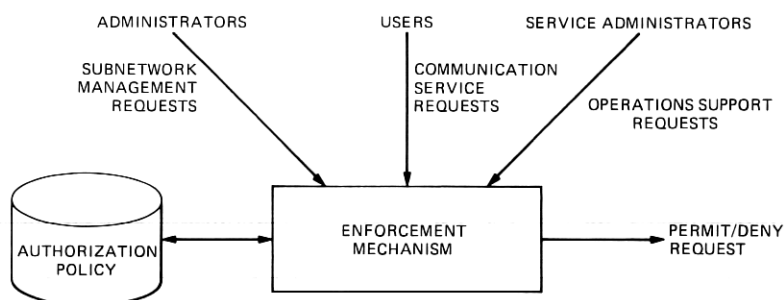 ADMINISTRATORS
USERS
SERVICE ADMINISTRATORS
SUBNETWORK
MANAGEMENT
REQUESTS
COMMUNICATION
SERVICE
REQUESTS
OPERATIONS SUPPORT
REQUESTS
AUTHORIZATION
POLICY
ENFORCEMENT
MECHANISM
PERMIT/DENY
REQUEST